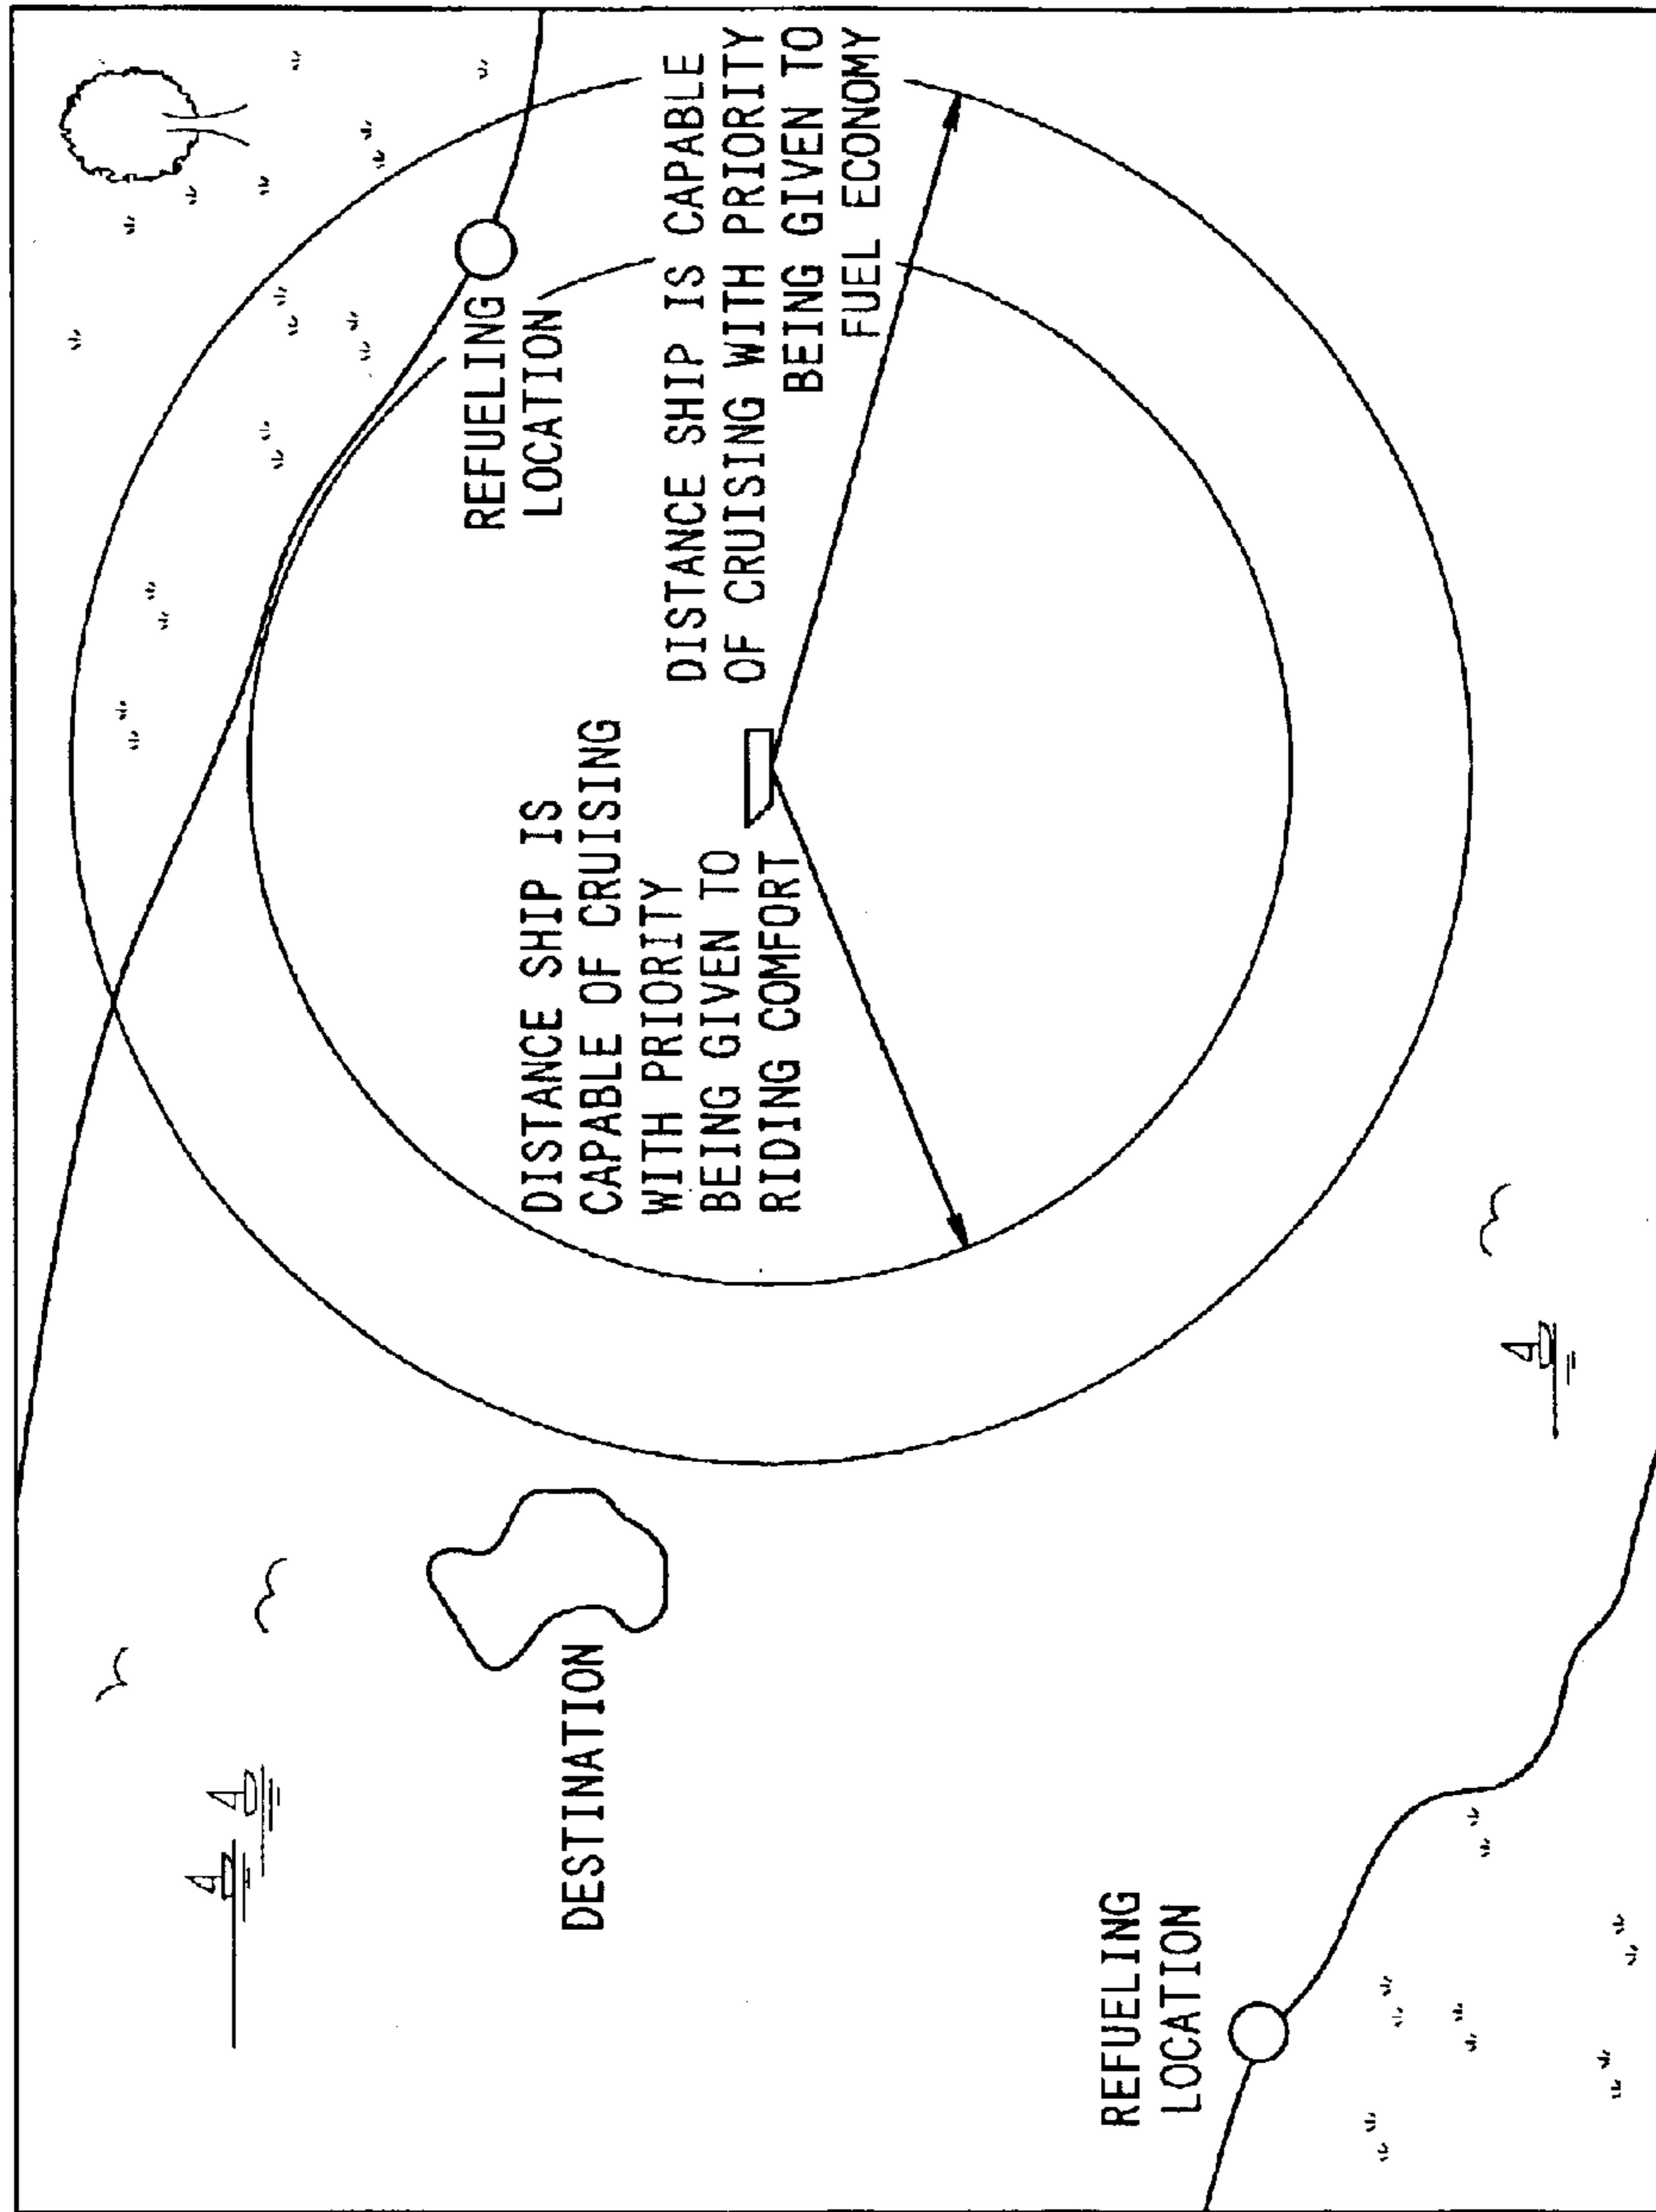 DESTINATION
REFUELING
LOCATION
DISTANCE SHIP IS
CAPABLE OF CRUISING
WITH PRIORITY
BEING GIVEN TO
RIDING COMFORT
REFUELING
LOCATION
DISTANCE SHIP IS CAPABLE
OF CRUISING WITH PRIORITY
BEING GIVEN TO
FUEL ECONOMY